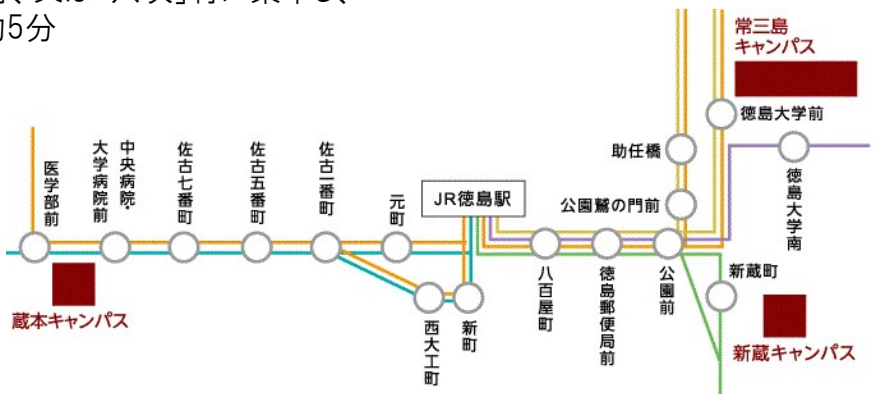 約5分
常三島
キャンパス
徳島大学前
助任橋
徳島大学南
公園鷲の門前
JR徳島駅
医学部前
中央病院・
大学病院前
佐古七番町
佐古五番町
佐古一番町
元町
八百屋町
徳島郵便局前
公園前
新蔵町
蔵本キャンパス
西大工町
新町
新蔵キャンパス